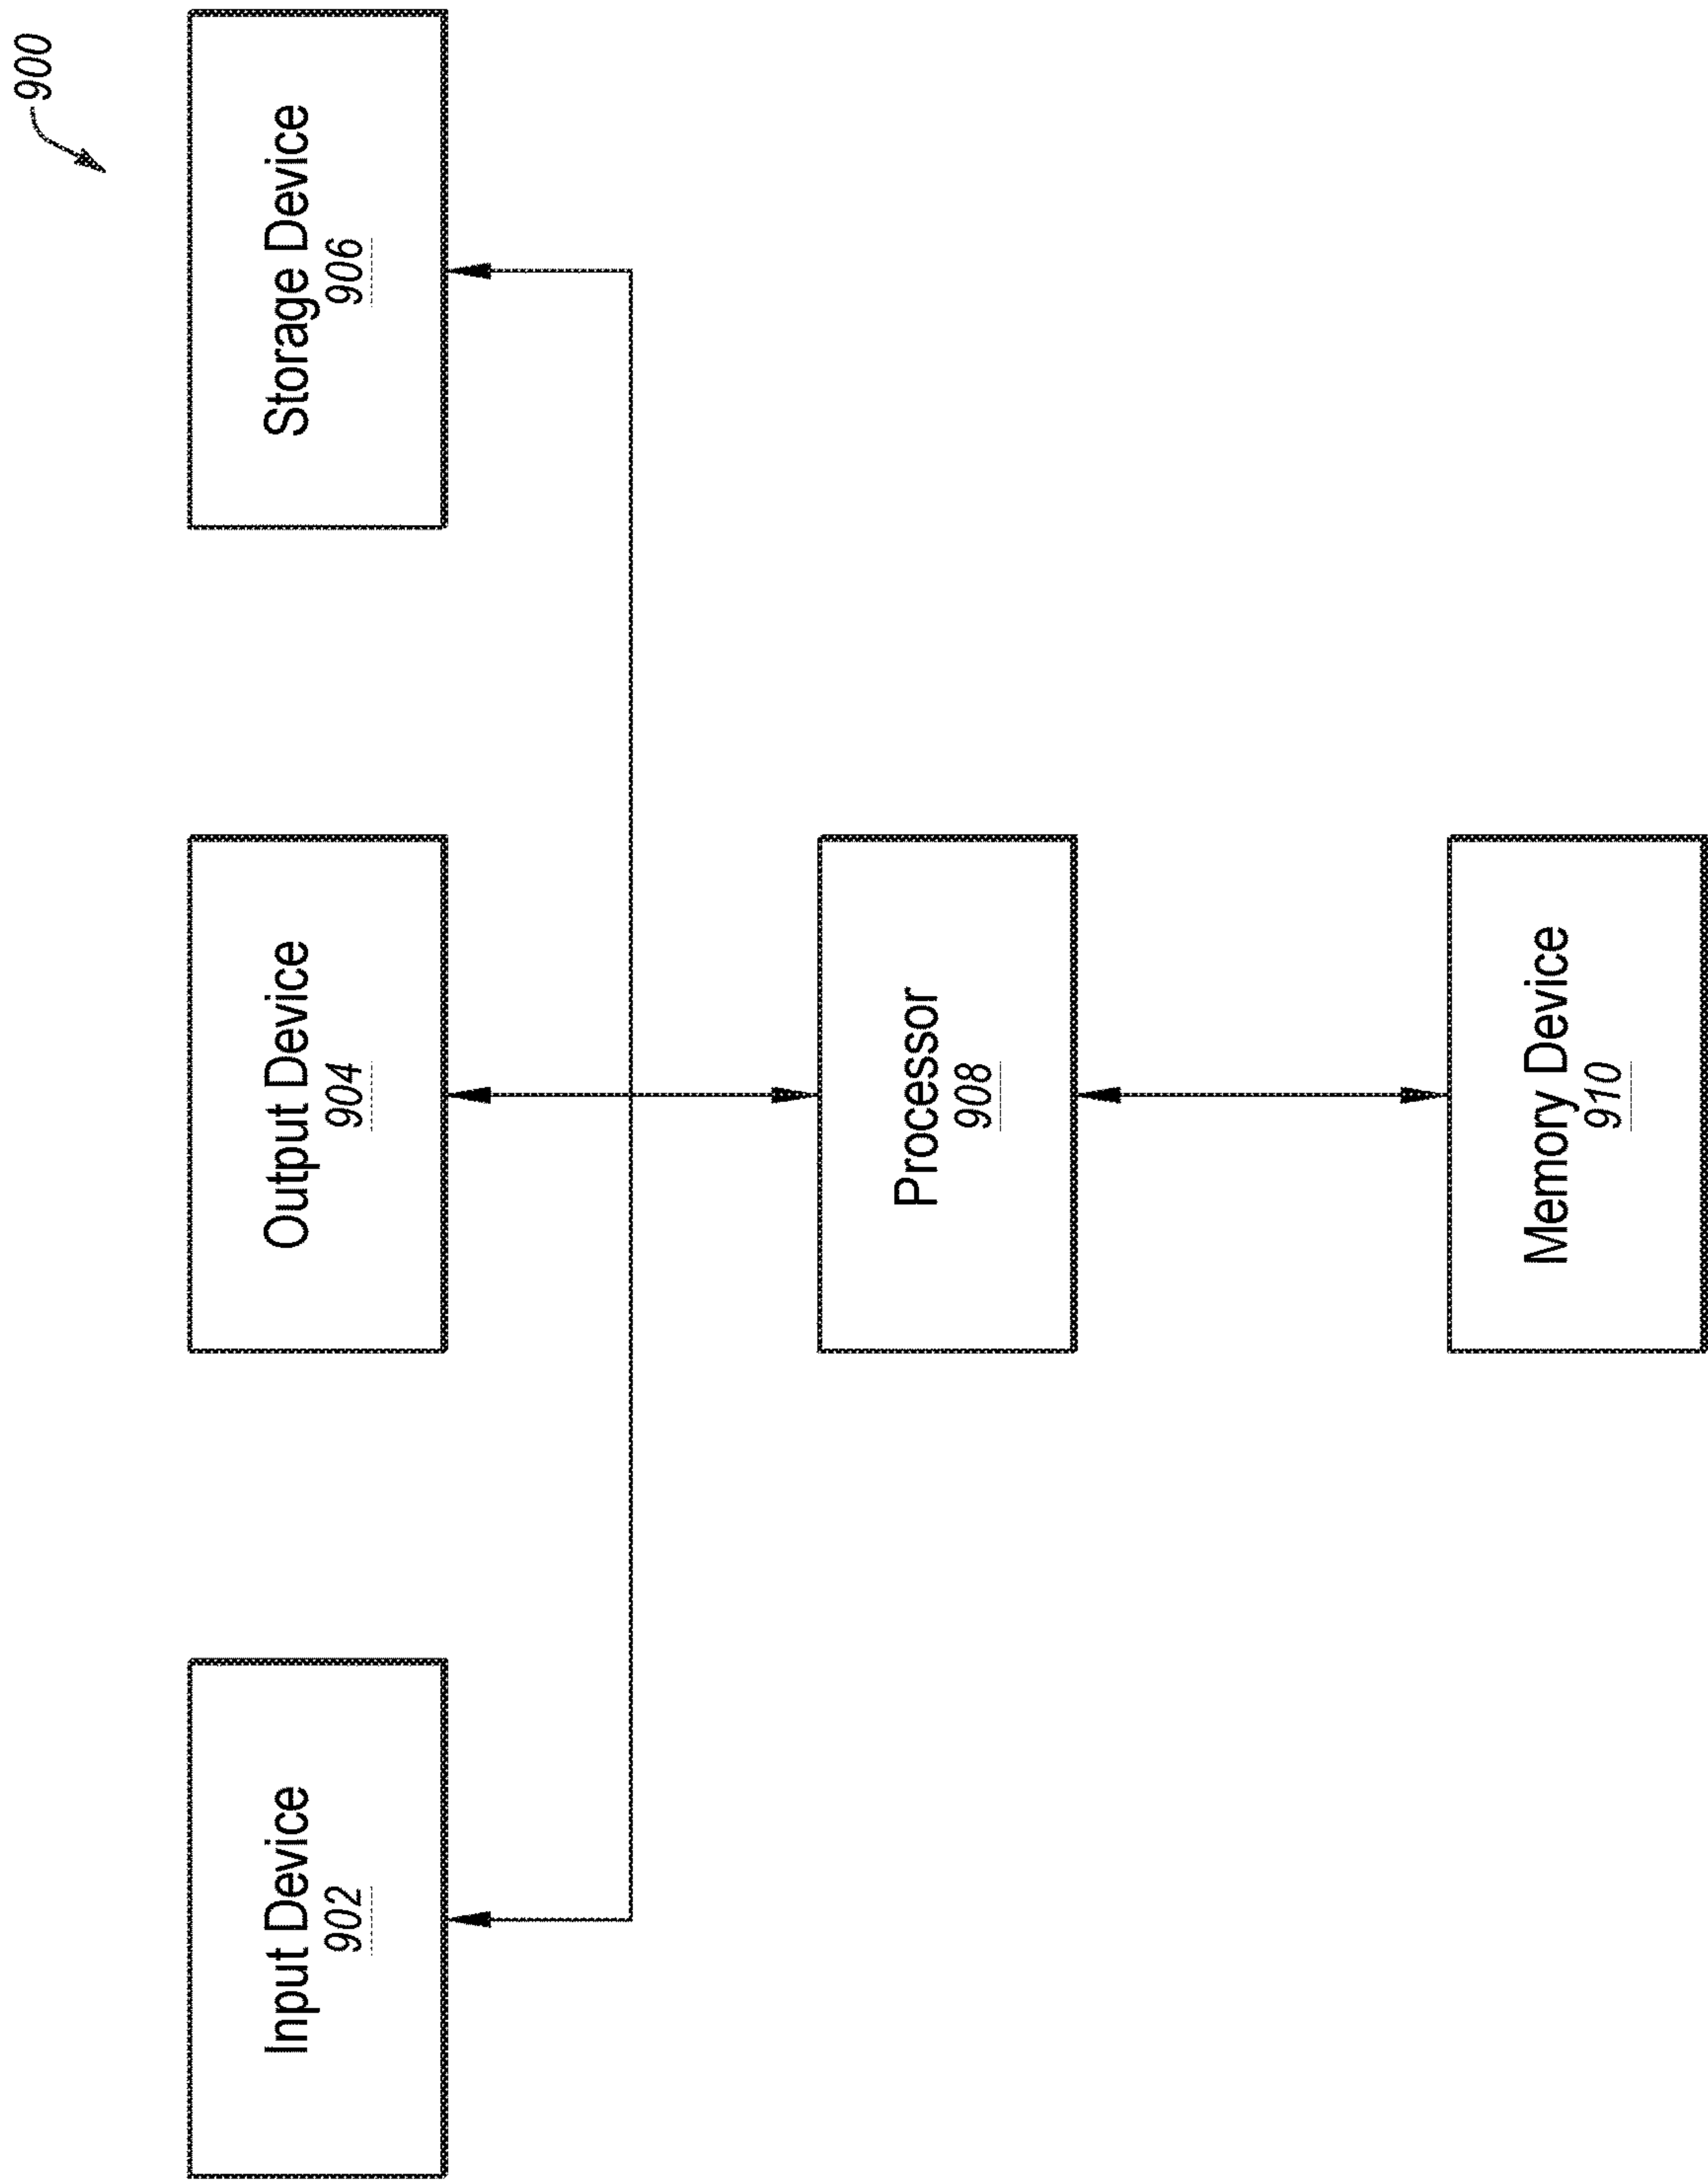 900
Input Device
902
Output Device
904
Storage Device
906
Processor
908
Memory Device
910